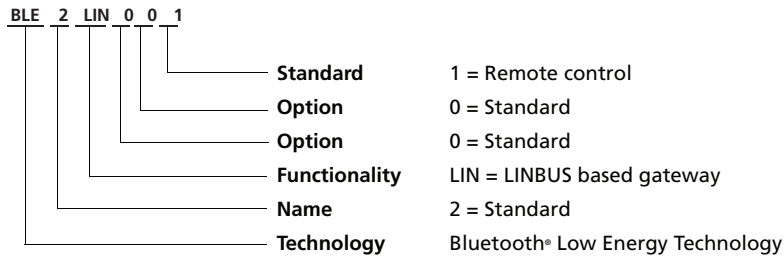 BLE 2 LIN 0 0 1
Standard 1 = Remote control
Option 0 = Standard
Option 0 = Standard
Functionality LIN = LINBUS based gateway
Name 2 = Standard
Technology Bluetooth® Low Energy Technology